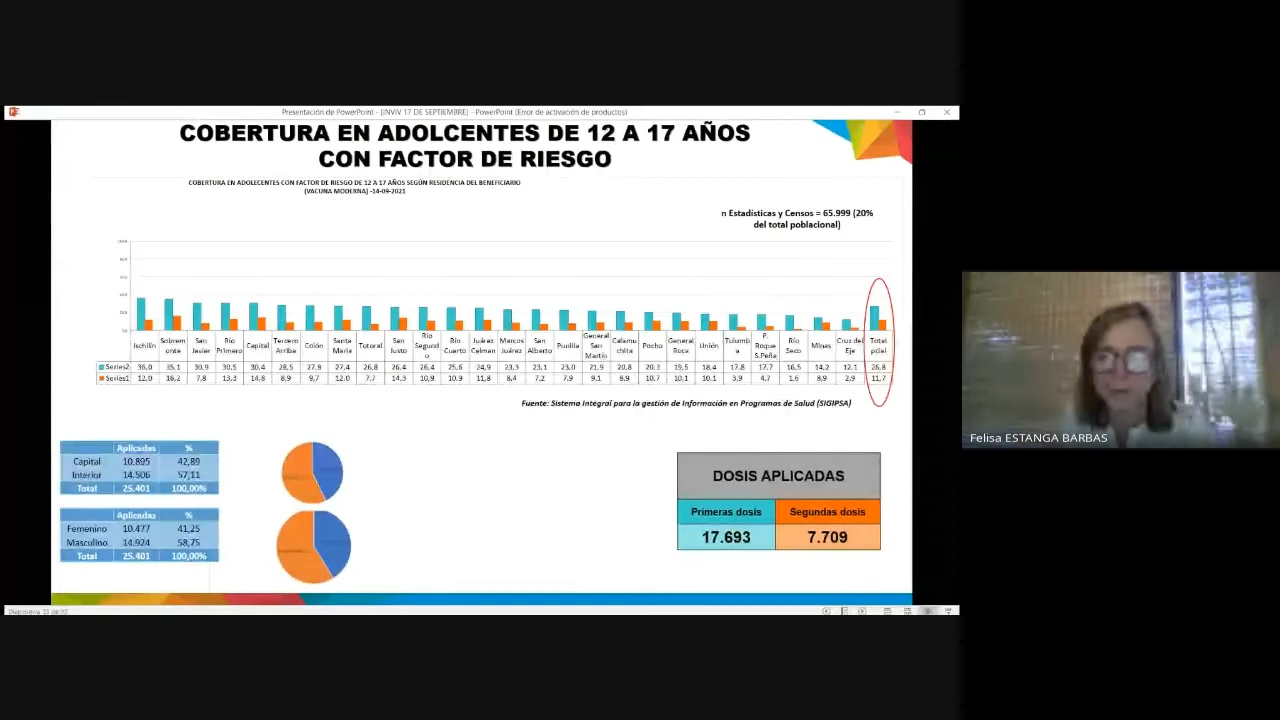 Presentación de PowerPoint - [INVIV 17 DE SEPTIEMBRE] - PowerPoint (Error de activación de productos)
COBERTURA EN ADOLCENTES DE 12 A 17 AÑOS
CON FACTOR DE RIESGO
COBERTURA EN ADOLECENTES CON FACTOR DE RIESGO DE 12 A 17 AÑOS SEGÚN RESIDENCIA DEL BENEFICIARIO
(VACUNA MODERNA) -14-09-2021
n Estadísticas y Censos = 65.999 (20%
del total poblacional)
Ischilín Sobremonte San Javier Río Primero Capital Tercero Arriba Colón Santa María Totoral San Justo Río Segundo Río Cuarto Juárez Celman Marcos Juárez San Alberto Punilla General San Martín Calamuchita Pocho General Roca Unión Tulumba P. Roque S.Peña Río Seco Minas Cruz del Eje Total pcial
Series2 36,0 35,1 30,9 30,5 30,4 28,5 27,8 27,4 26,8 26,4 26,4 25,6 24,9 23,3 23,1 23,0 21,9 20,8 20,3 19,5 18,4 17,8 17,7 16,5 14,2 12,1 26,8
Series1 12,0 16,2 7,8 13,3 14,8 8,9 9,7 12,0 7,7 14,3 10,9 10,9 11,8 8,4 7,2 7,9 9,1 8,9 10,7 10,1 10,1 3,9 4,7 1,6 8,9 2,9 11,7
Fuente: Sistema Integral para la gestión de Información en Programas de Salud (SIGIPSA)
Aplicadas %
Capital 10.895 42,89
Interior 14.506 57,11
Total 25.401 100,00%
Aplicadas %
Femenino 10.477 41,25
Masculino 14.924 58,75
Total 25.401 100,00%
DOSIS APLICADAS
Primeras dosis Segundas dosis
17.693 7.709
Felisa ESTANGA BARBAS